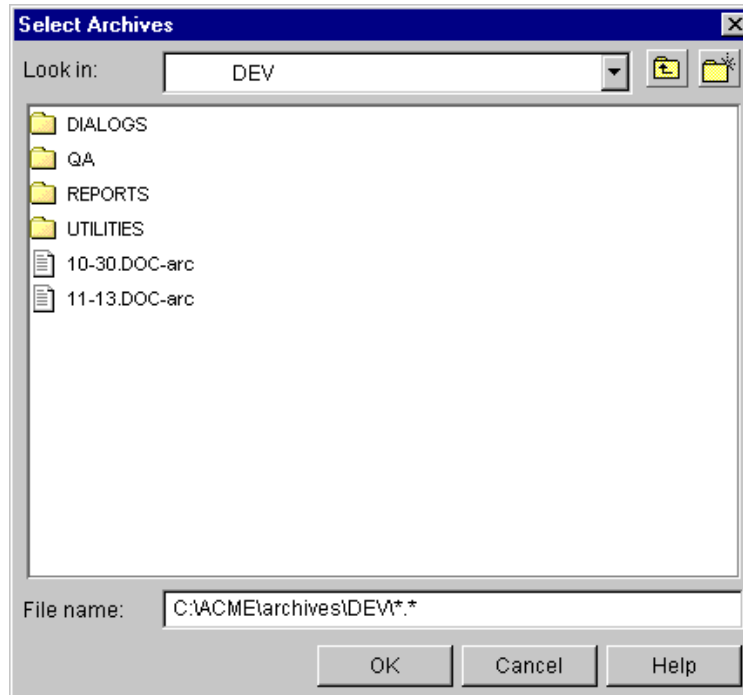 Select Archives
Look in: DEV
DIALOGS
QA
REPORTS
UTILITIES
10-30.DOC-arc
11-13.DOC-arc
File name: C:\ACME\archives\DEV\*.*
OK Cancel Help